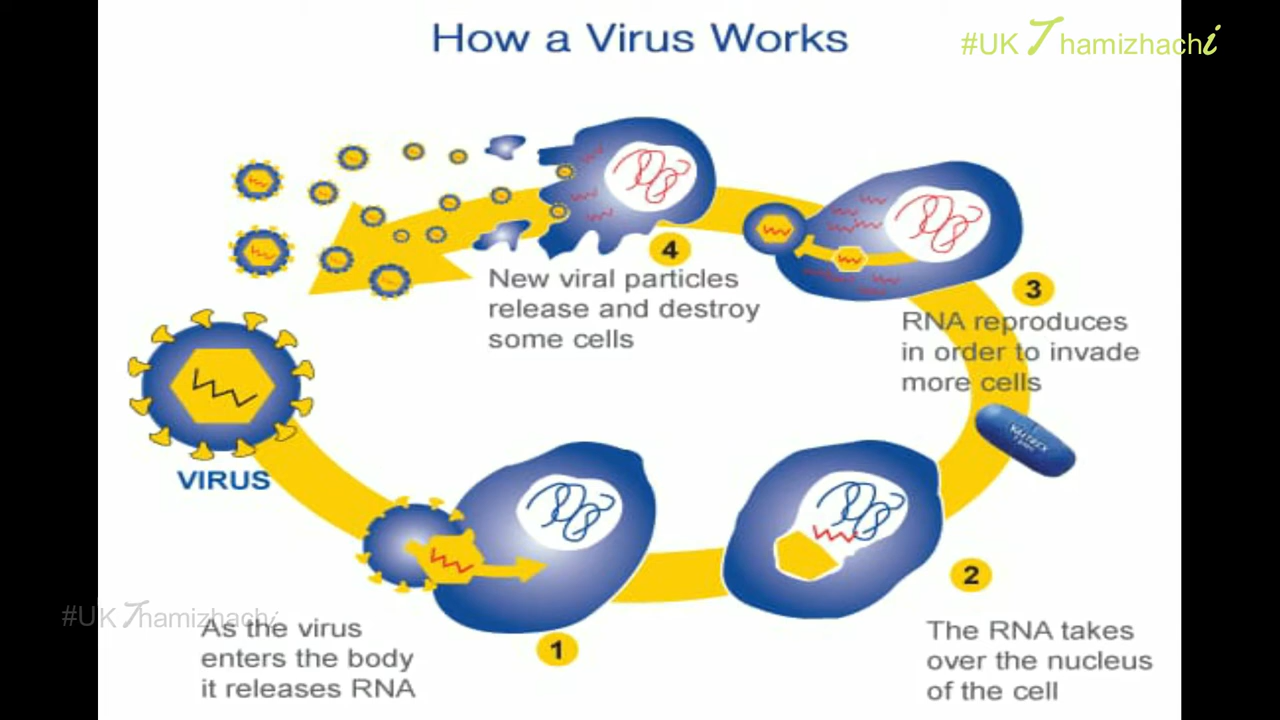 How a Virus Works
#UK Thamizhachi
4
New viral particles
release and destroy
some cells
3
RNA reproduces
in order to invade
more cells
VALTREX
VIRUS
2
The RNA takes
over the nucleus
of the cell
1
#UK Thamizhachi
As the virus
enters the body
it releases RNA